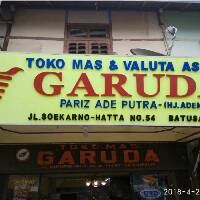 TOKO MAS & VALUTA AS
GARUDA
PARIZ ADE PUTRA-(HJ.ADE
JL.SOEKARNO-HATTA NO.54 BATUSA
TOKO MAS
GARUDA
2018-4-2